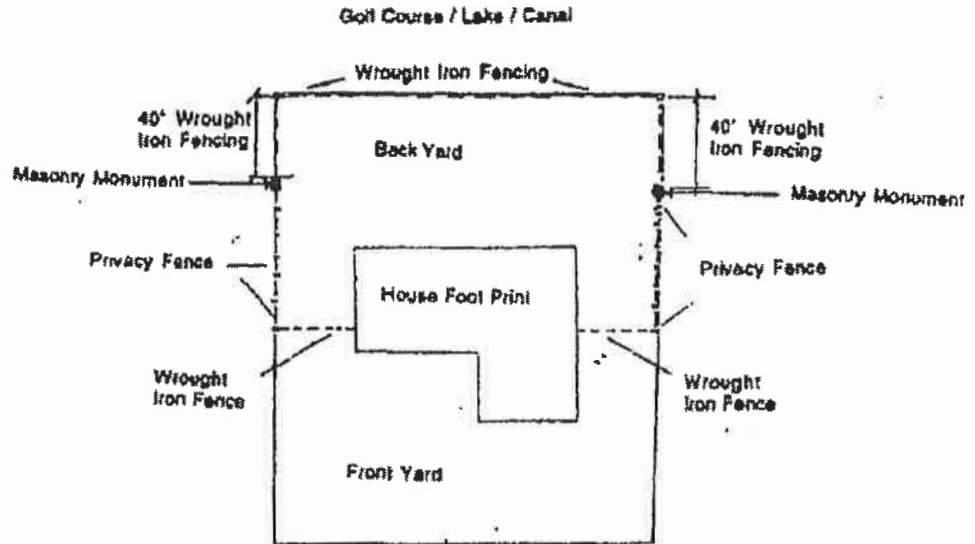 Golf Course / Lake / Canal
Wrought Iron Fencing
40' Wrought
Iron Fencing
40' Wrought
Iron Fencing
Back Yard
Masonry Monument
Masonry Monument
Privacy Fence
Privacy Fence
House Foot Print
Wrought
Iron Fence
Wrought
Iron Fence
Front Yard